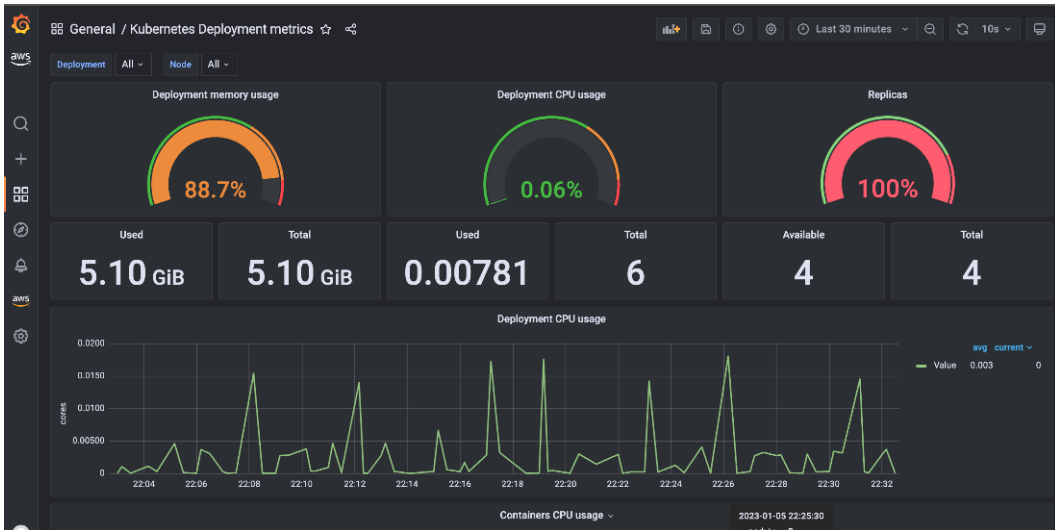 General / Kubernetes Deployment metrics
Last 30 minutes
10s
aws
Deployment All
Node All
Deployment memory usage
88.7%
Deployment CPU usage
0.06%
Replicas
100%
Used
5.10 GiB
Total
5.10 GiB
Used
0.00781
Total
6
Available
4
Total
4
aws
Deployment CPU usage
0.0200
0.0150
0.0100
0.00500
0
cores
22:04 22:06 22:08 22:10 22:12 22:14 22:16 22:18 22:20 22:22 22:24 22:26 22:28 22:30 22:32
avg current
Value 0.003 0
Containers CPU usage
2023-01-05 22:25:30